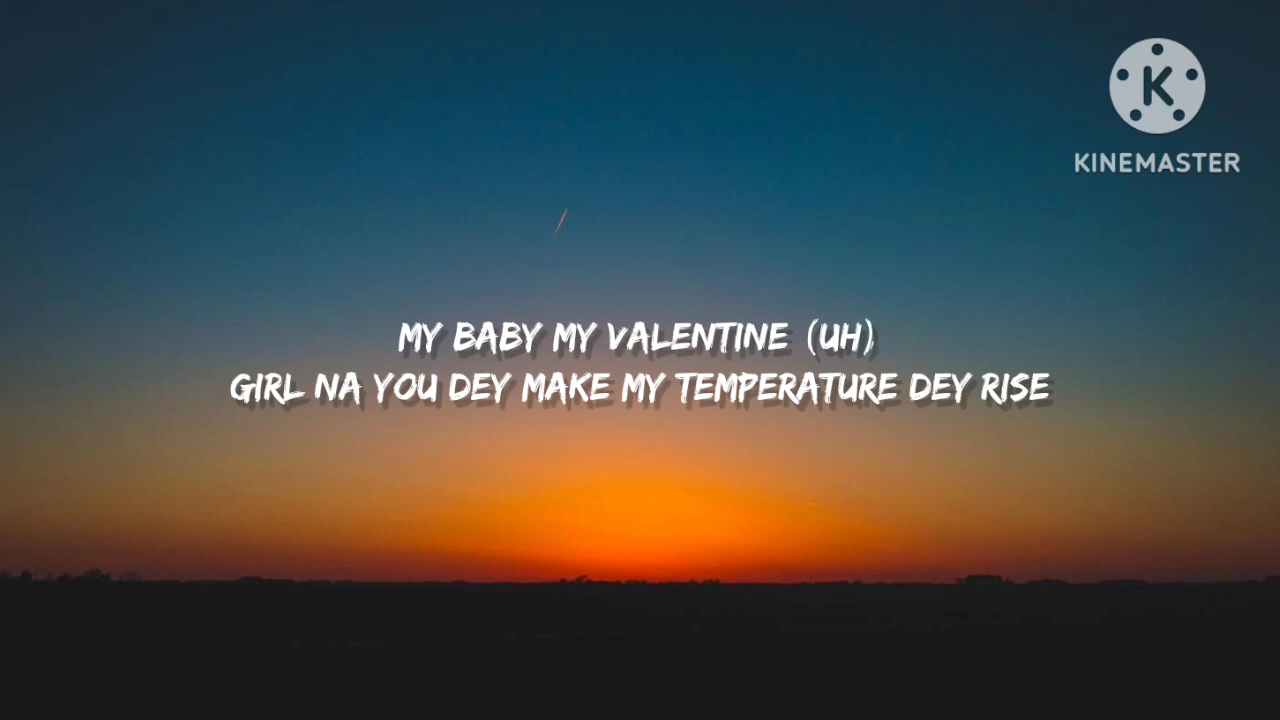 K
KINEMASTER
MY BABY MY VALENTINE (UH)
GIRL NA YOU DEY MAKE MY TEMPERATURE DEY RISE